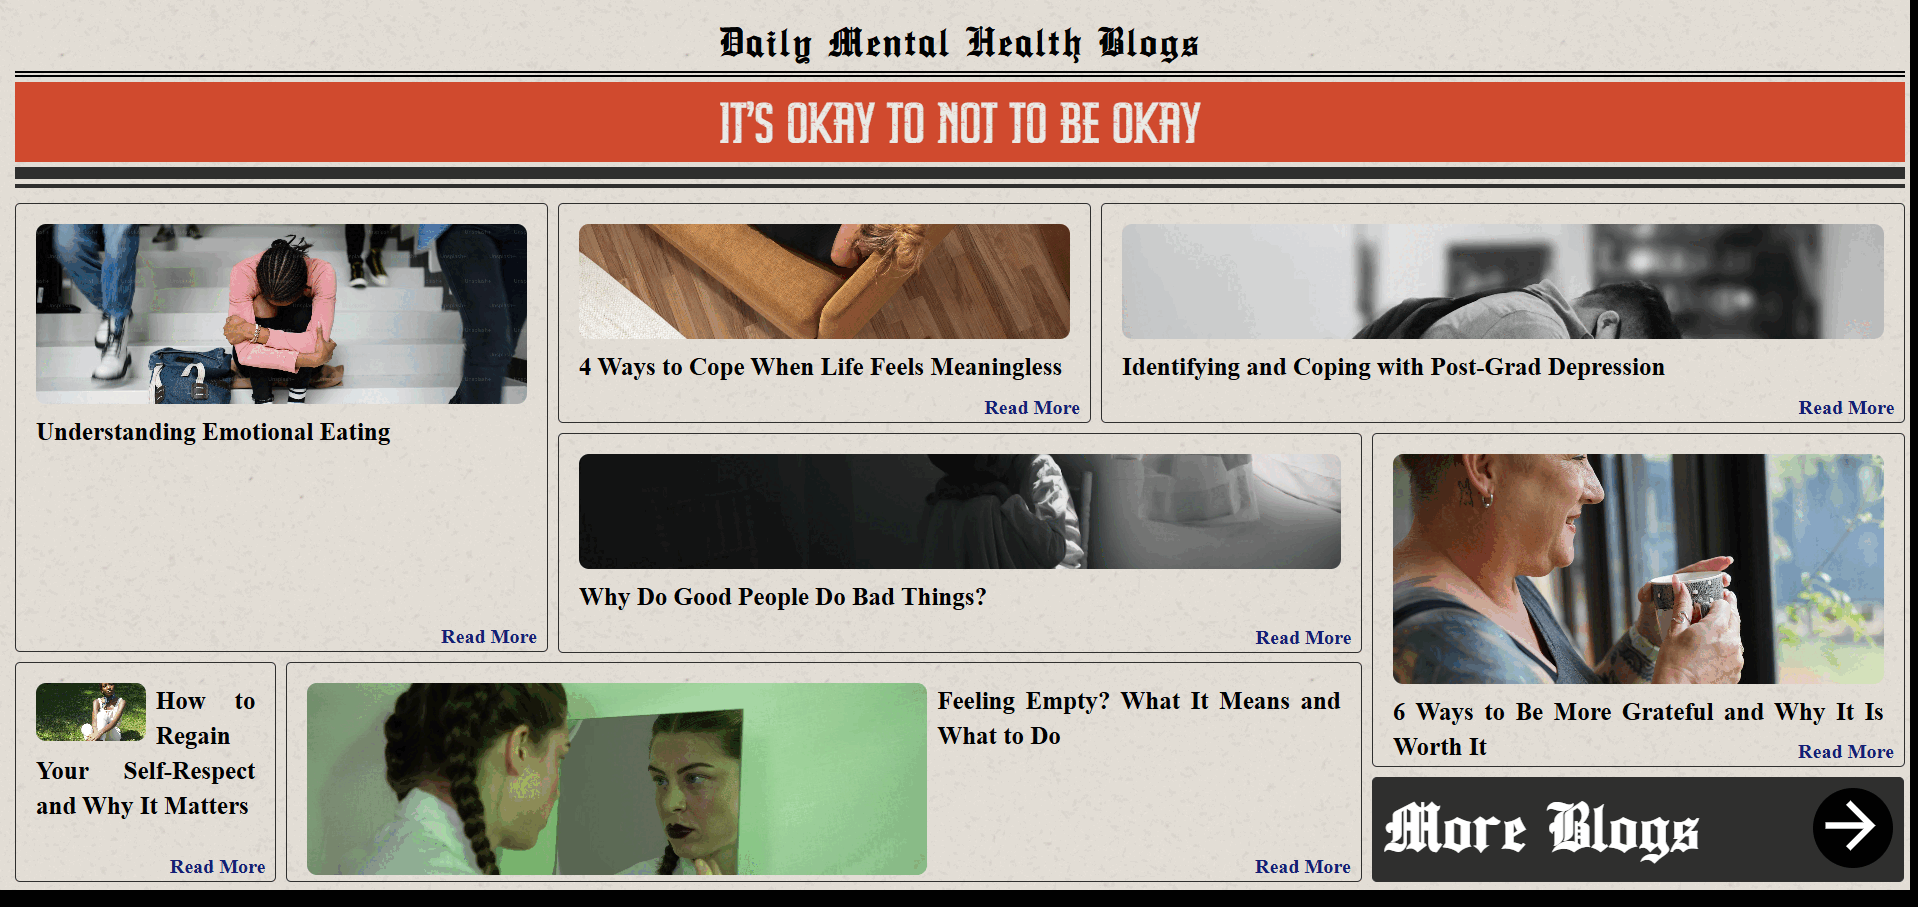 Daily Mental Health Blogs
IT'S OKAY TO NOT TO BE OKAY
Understanding Emotional Eating
Read More
4 Ways to Cope When Life Feels Meaningless
Read More
Identifying and Coping with Post-Grad Depression
Read More
Why Do Good People Do Bad Things?
Read More
6 Ways to Be More Grateful and Why It Is
Worth It
Read More
How to
Regain
Your Self-Respect
and Why It Matters
Read More
Feeling Empty? What It Means and
What to Do
Read More
More Blogs